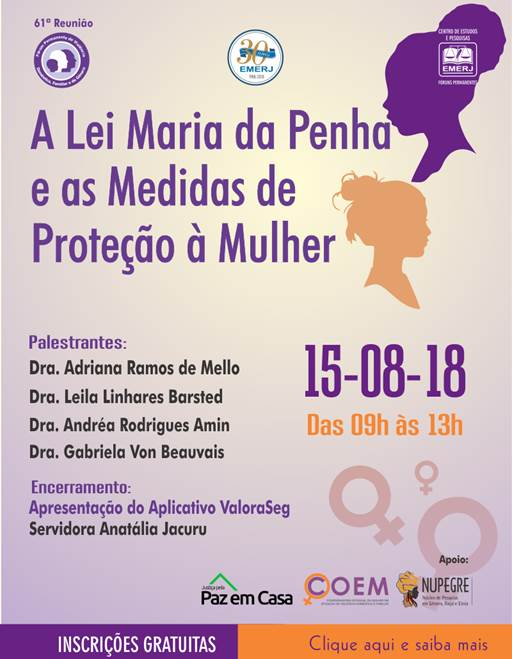 61ª Reunião
30 ANOS
EMERJ
1988-2018
CENTRO DE ESTUDOS
E PESQUISAS
EMERJ
FÓRUNS PERMANENTES
A Lei Maria da Penha
e as Medidas de
Proteção à Mulher
Palestrantes:
Dra. Adriana Ramos de Mello
Dra. Leila Linhares Barsted
Dra. Andréa Rodrigues Amin
Dra. Gabriela Von Beauvais
15-08-18
Das 09h às 13h
Encerramento:
Apresentação do Aplicativo ValoraSeg
Servidora Anatália Jacuru
Apoio:
Justiça pela
Paz em Casa
COEM
NUPEGRE
Núcleo de Pesquisa
em Gênero, Raça e Etnia
INSCRIÇÕES GRATUITAS
Clique aqui e saiba mais